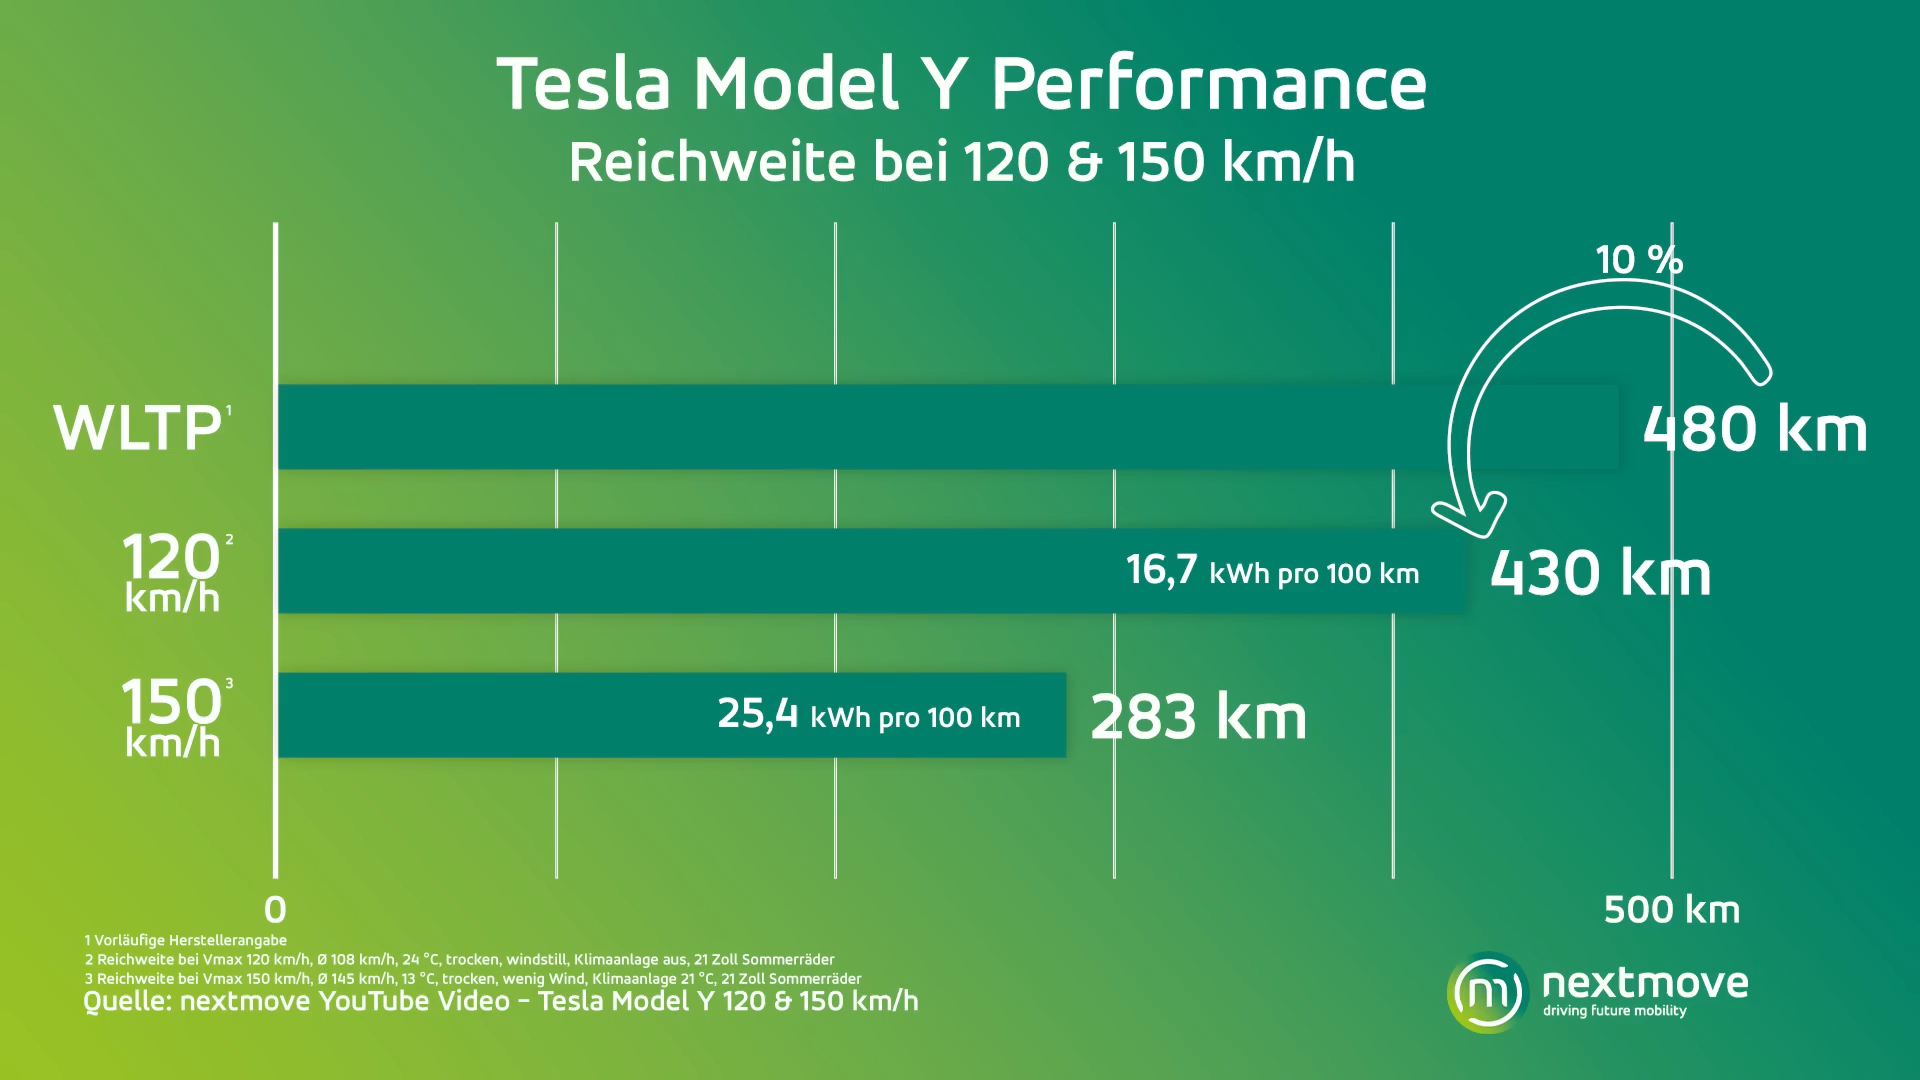 Tesla Model Y Performance
Reichweite bei 120 & 150 km/h
10 %
WLTP¹
480 km
120²
km/h
16,7 kWh pro 100 km
430 km
150³
km/h
25,4 kWh pro 100 km
283 km
0
500 km
1 Vorläufige Herstellerangabe
2 Reichweite bei Vmax 120 km/h, Ø 108 km/h, 24 °C, trocken, windstill, Klimaanlage aus, 21 Zoll Sommerräder
3 Reichweite bei Vmax 150 km/h, Ø 145 km/h, 13 °C, trocken, wenig Wind, Klimaanlage 21 °C, 21 Zoll Sommerräder
Quelle: nextmove YouTube Video – Tesla Model Y 120 & 150 km/h
m nextmove
driving future mobility